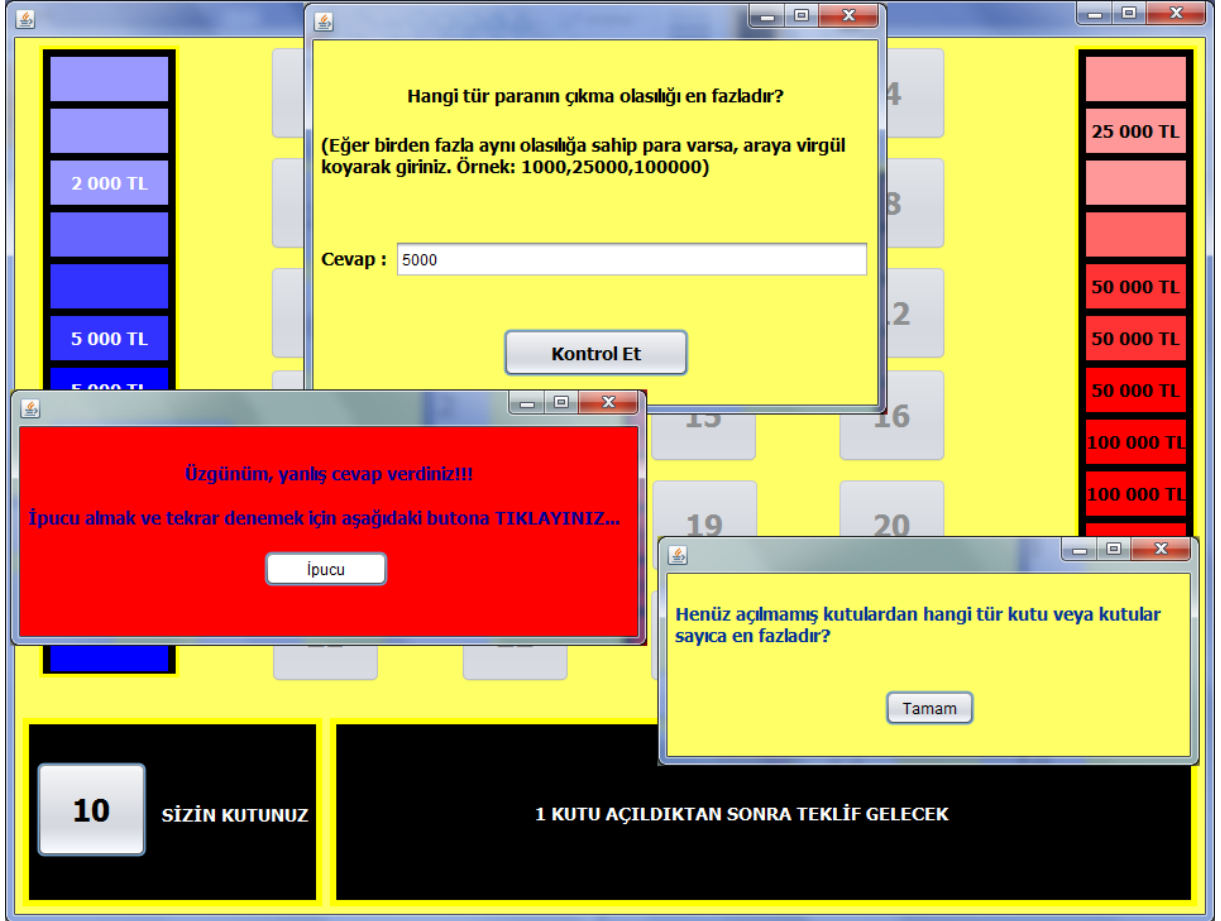 Hangi tür paranın çıkma olasılığı en fazladır?
(Eğer birden fazla aynı olasılığa sahip para varsa, araya virgül
koyarak giriniz. Örnek: 1000,25000,100000)
Cevap :
5000
Kontrol Et
2 000 TL
5 000 TL
5 000 TL
4
8
12
15
16
19
20
25 000 TL
50 000 TL
50 000 TL
50 000 TL
100 000 TL
100 000 TL
Üzgünüm, yanlış cevap verdiniz!!!
İpucu almak ve tekrar denemek için aşağıdaki butona TIKLAYINIZ...
İpucu
Henüz açılmamış kutulardan hangi tür kutu veya kutular
sayıca en fazladır?
Tamam
10
SİZİN KUTUNUZ
1 KUTU AÇILDIKTAN SONRA TEKLİF GELECEK